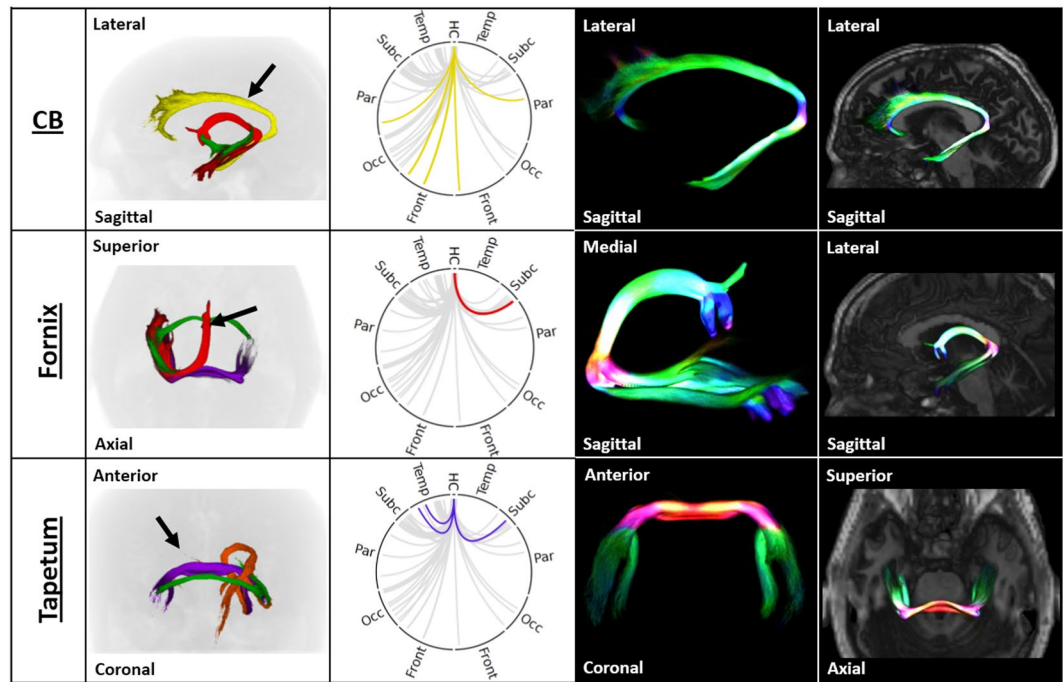 Lateral
CB
Sagittal
HC
Temp
Temp
Subc
Subc
Par
Par
Occ
Occ
Front
Front
Lateral
Sagittal
Lateral
Sagittal
Superior
Fornix
Axial
HC
Temp
Temp
Subc
Subc
Par
Par
Occ
Occ
Front
Front
Medial
Sagittal
Lateral
Sagittal
Anterior
Tapetum
Coronal
HC
Temp
Temp
Subc
Subc
Par
Par
Occ
Occ
Front
Front
Anterior
Coronal
Superior
Axial